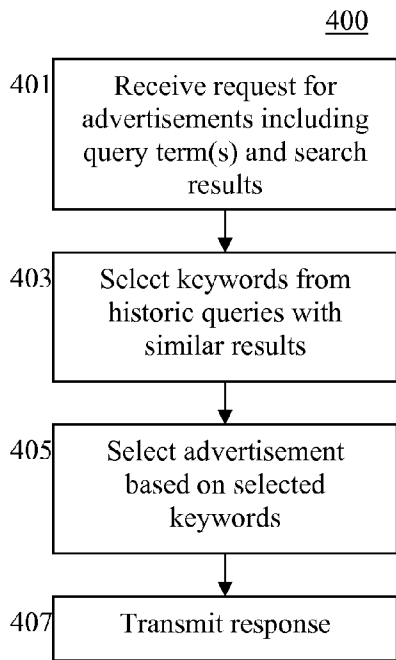 400
401
Receive request for
advertisements including
query term(s) and search
results
403
Select keywords from
historic queries with
similar results
405
Select advertisement
based on selected
keywords
407
Transmit response